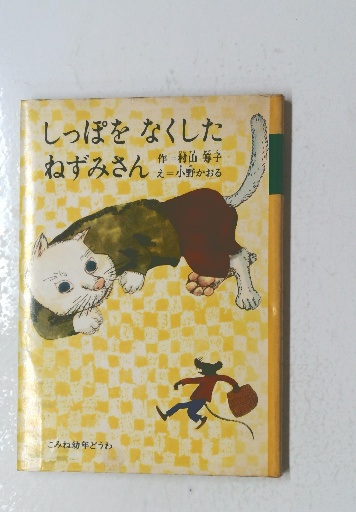 しっぽを なくした
ねずみさん
作 村山 籌子
え=小野かおる
こみね幼年どうわ